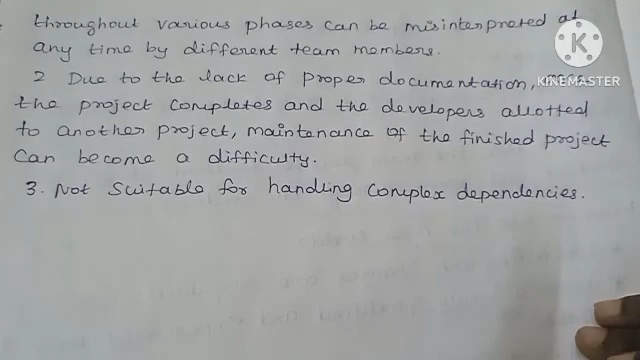 throughout various phases can be misinterpreted at
any time by different team members.
2 Due to the lack of proper documentation,
the project completes and the developers allotted
to another project, maintenance of the finished project
can become a difficulty.
3. Not suitable for handling complex dependencies.
KINEMASTER